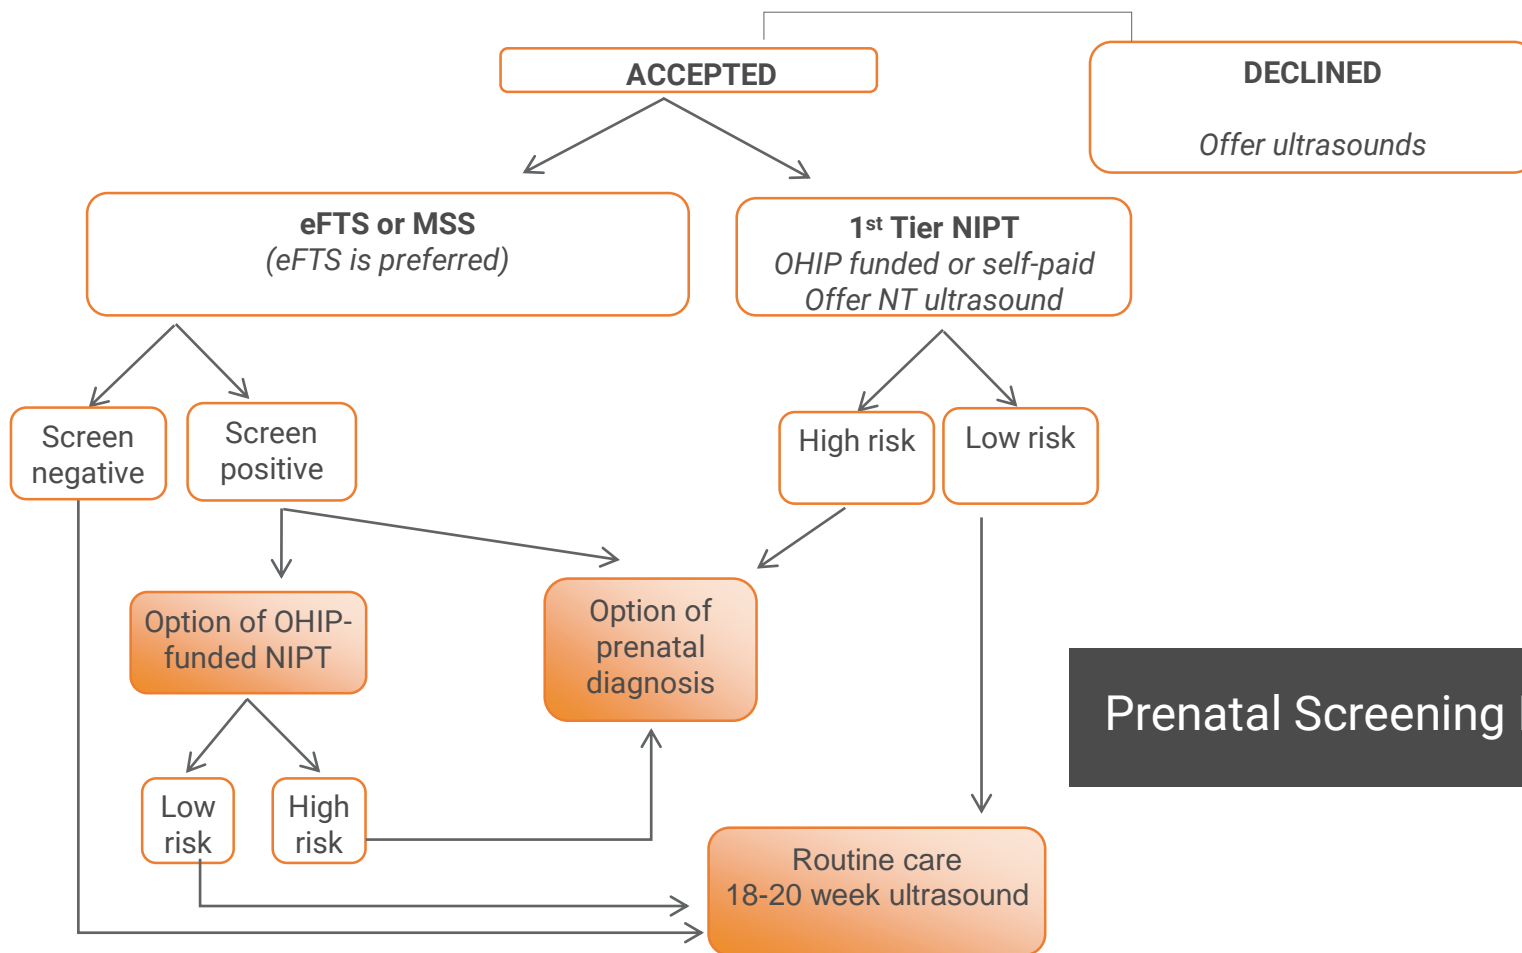 ACCEPTED
DECLINED
Offer ultrasounds
eFTS or MSS
(eFTS is preferred)
1st Tier NIPT
OHIP funded or self-paid
Offer NT ultrasound
Screen
negative
Screen
positive
High risk
Low risk
Option of OHIP-
funded NIPT
Option of
prenatal
diagnosis
Prenatal Screening
Low
risk
High
risk
Routine care
18-20 week ultrasound